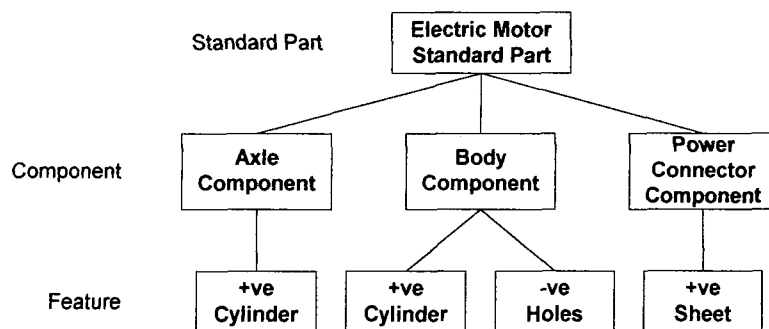 Standard Part
Electric Motor
Standard Part
Component
Axle
Component
Body
Component
Power
Connector
Component
Feature
+ve
Cylinder
+ve
Cylinder
-ve
Holes
+ve
Sheet